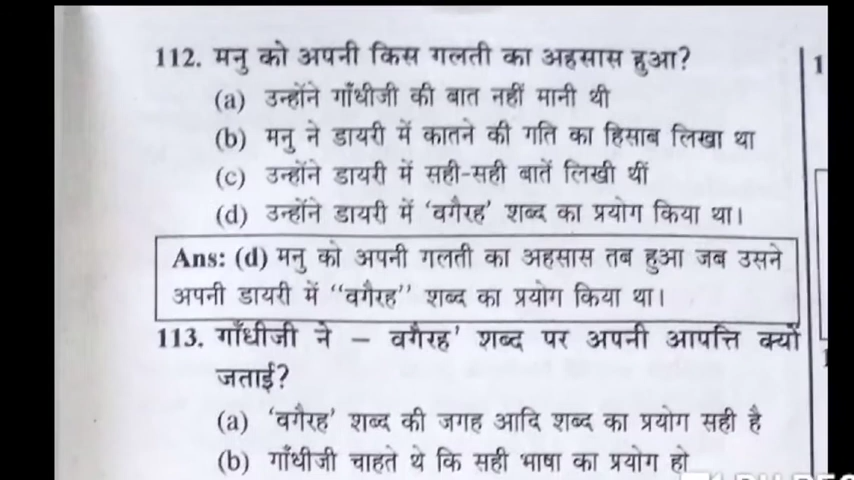 112. मनु को अपनी किस गलती का अहसास हुआ?
(a) उन्होंने गाँधीजी की बात नहीं मानी थी
(b) मनु ने डायरी में कातने की गति का हिसाब लिखा था
(c) उन्होंने डायरी में सही-सही बातें लिखी थीं
(d) उन्होंने डायरी में 'वगैरह' शब्द का प्रयोग किया था।
Ans: (d) मनु को अपनी गलती का अहसास तब हुआ जब उसने
अपनी डायरी में "वगैरह" शब्द का प्रयोग किया था।
113. गाँधीजी ने – वगैरह' शब्द पर अपनी आपत्ति क्यों
जताई?
(a) 'वगैरह' शब्द की जगह आदि शब्द का प्रयोग सही है
(b) गाँधीजी चाहते थे कि सही भाषा का प्रयोग हो
1